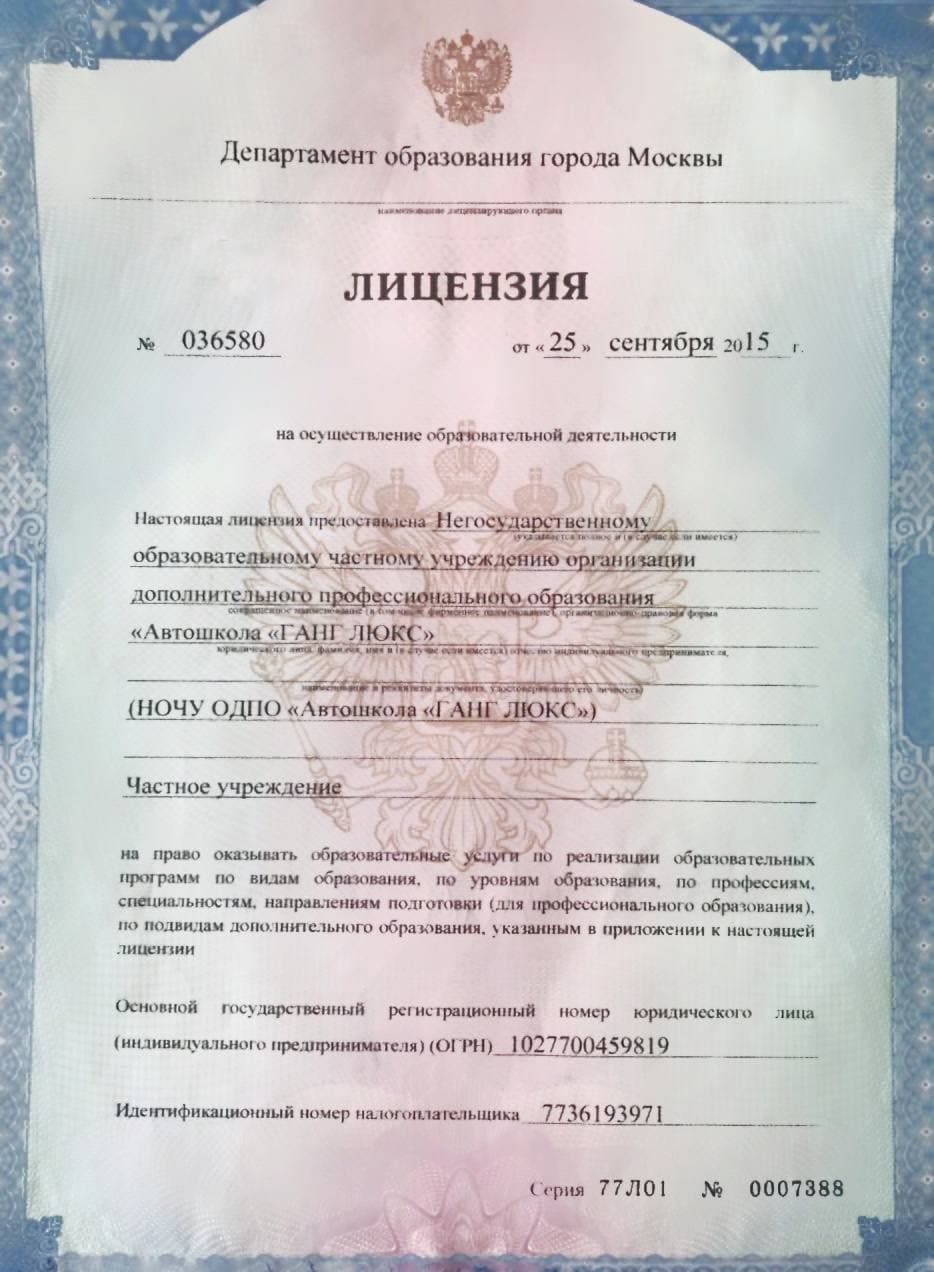 Департамент образования города Москвы
наименование лицензирующего органа
ЛИЦЕНЗИЯ
№ 036580 от «25» сентября 2015 г.
на осуществление образовательной деятельности
Настоящая лицензия предоставлена Негосударственному
(указывается полное и (в случае если имеется)
образовательному частному учреждению организации
дополнительного профессионального образования
сокращенное наименование (в том числе фирменное наименование), организационно-правовая форма
«Автошкола «ГАНГ ЛЮКС»
юридического лица, фамилия, имя и (в случае если имеется) отчество индивидуального предпринимателя,
наименование и реквизиты документа, удостоверяющего его личность)
(НОЧУ ОДПО «Автошкола «ГАНГ ЛЮКС»)
Частное учреждение
на право оказывать образовательные услуги по реализации образовательных
программ по видам образования, по уровням образования, по профессиям,
специальностям, направлениям подготовки (для профессионального образования),
по подвидам дополнительного образования, указанным в приложении к настоящей
лицензии
Основной государственный регистрационный номер юридического лица
(индивидуального предпринимателя) (ОГРН) 1027700459819
Идентификационный номер налогоплательщика 7736193971
Серия 77Л01 № 0007388